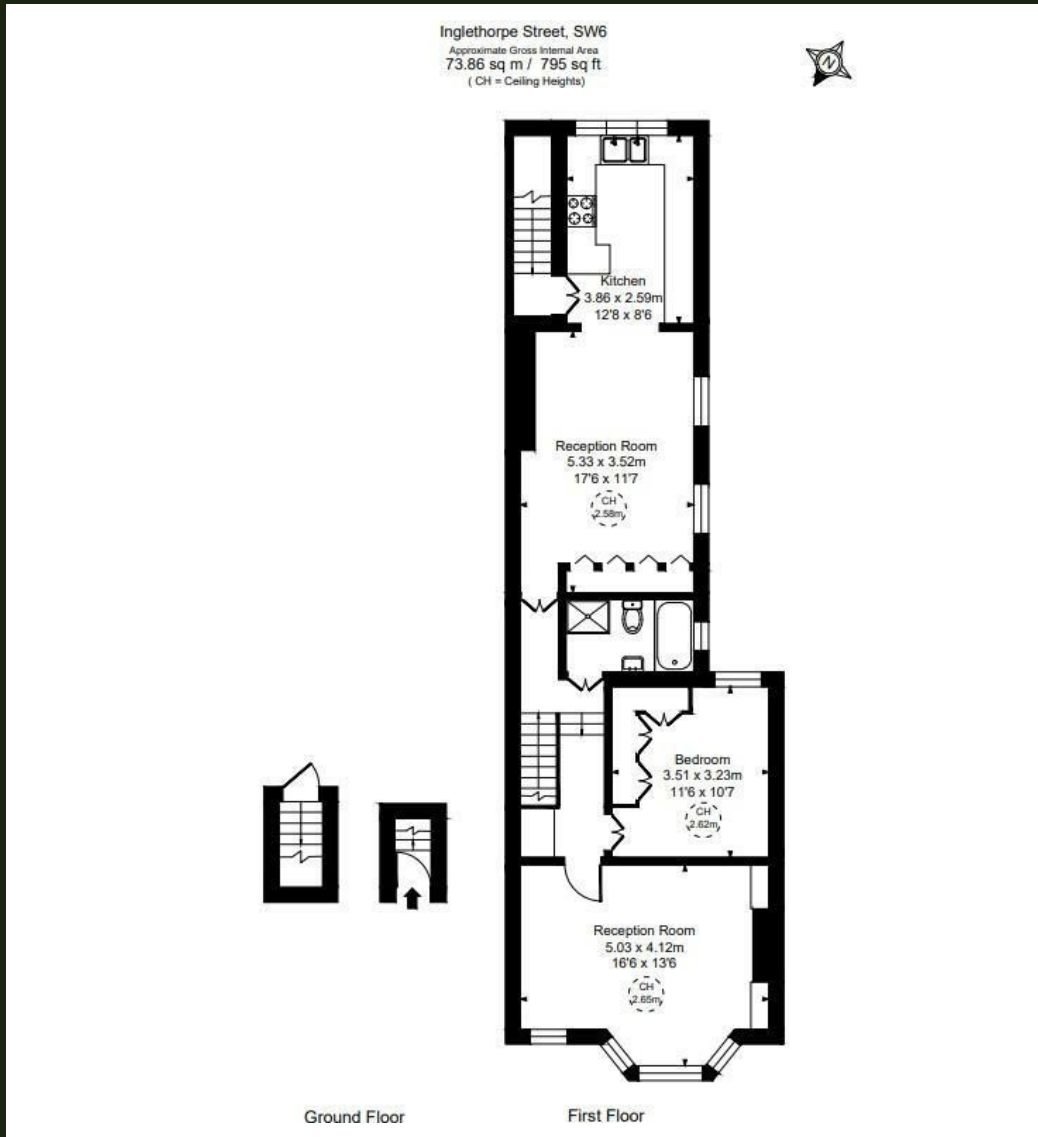 Inglethorpe Street, SW6
Approximate Gross Internal Area
73.86 sq m / 795 sq ft
( CH = Ceiling Heights)
N
Kitchen
3.86 x 2.59m
12'8 x 8'6
Reception Room
5.33 x 3.52m
17'6 x 11'7
CH
2.58m
Bedroom
3.51 x 3.23m
11'6 x 10'7
CH
2.62m
Reception Room
5.03 x 4.12m
16'6 x 13'6
CH
2.65m
Ground Floor
First Floor